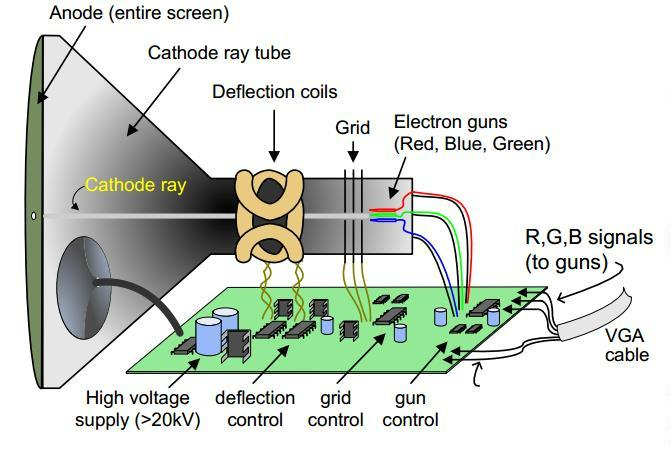 Anode (entire screen)
Cathode ray tube
Deflection coils
Grid
Electron guns
(Red, Blue, Green)
Cathode ray
R,G,B signals
(to guns)
VGA
cable
High voltage
supply (>20kV)
deflection
control
grid
control
gun
control